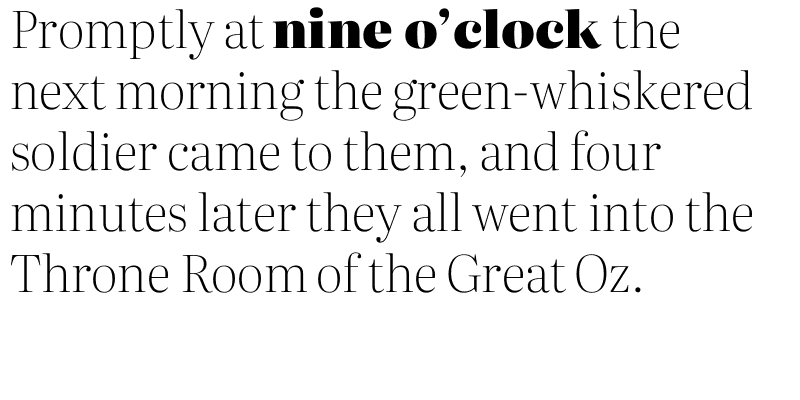 Promptly at nine o’clock the
next morning the green-whiskered
soldier came to them, and four
minutes later they all went into the
Throne Room of the Great Oz.